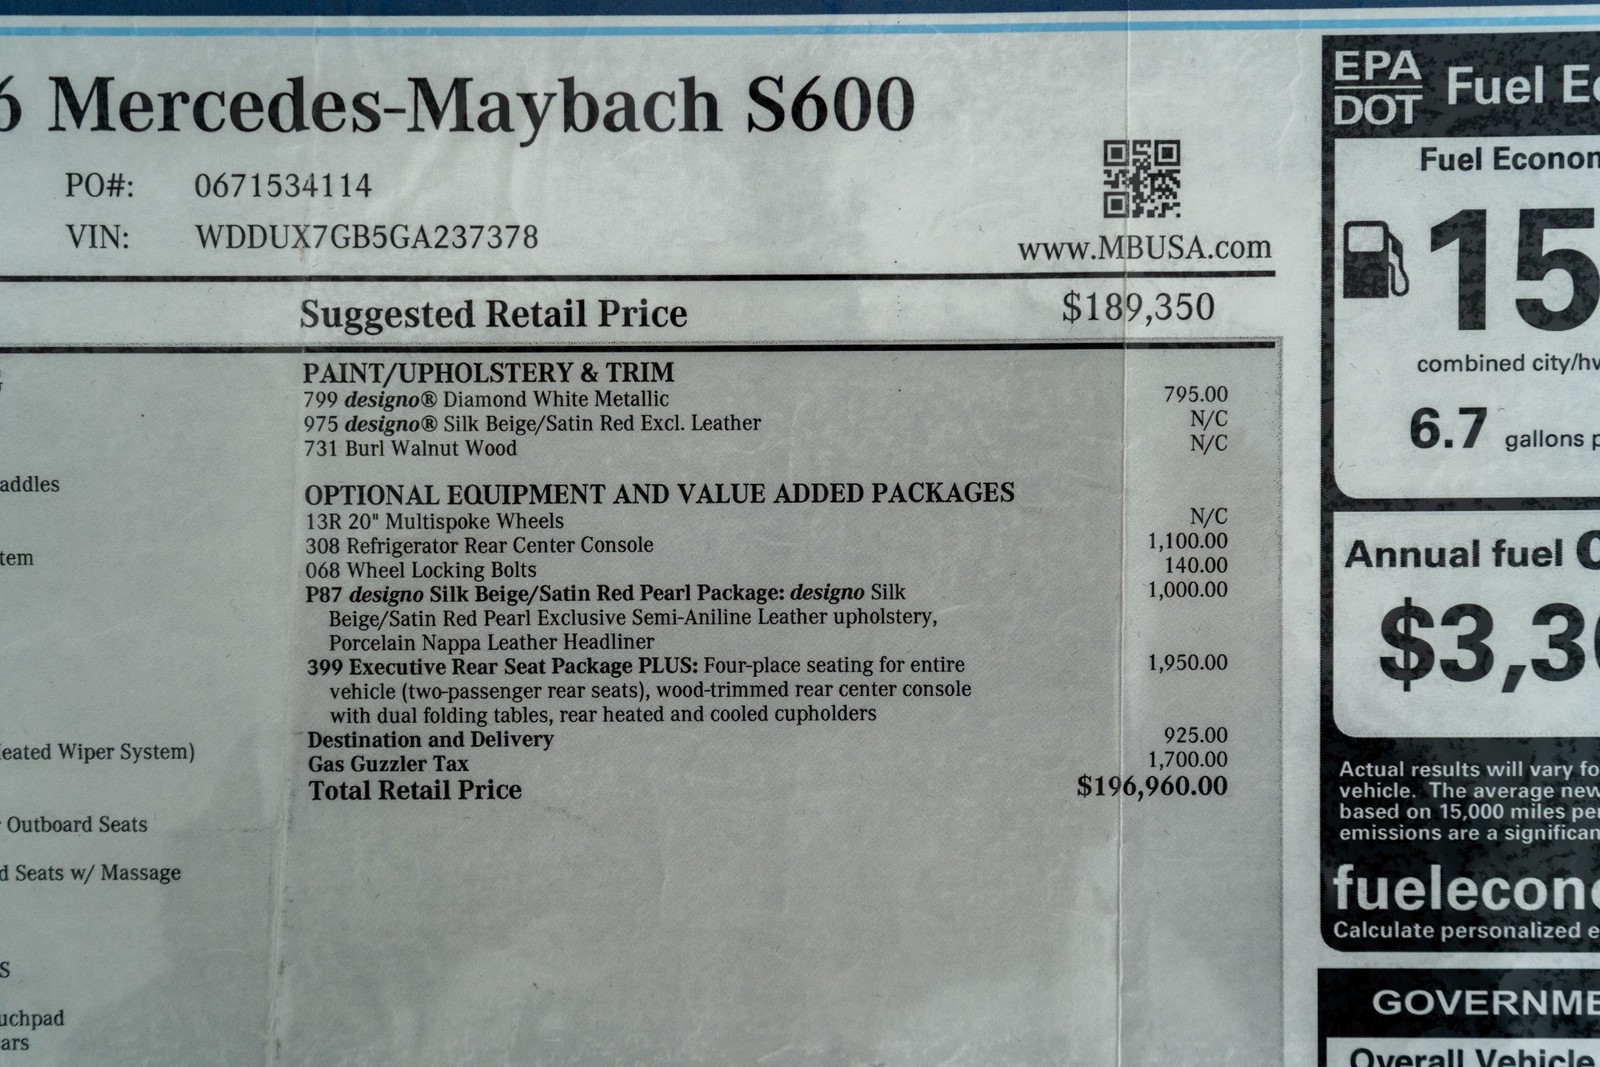 6 Mercedes-Maybach S600
PO#: 0671534114
VIN: WDDUX7GB5GA237378
www.MBUSA.com
Suggested Retail Price $189,350
PAINT/UPHOLSTERY & TRIM
799 designo® Diamond White Metallic 795.00
975 designo® Silk Beige/Satin Red Excl. Leather N/C
731 Burl Walnut Wood N/C
OPTIONAL EQUIPMENT AND VALUE ADDED PACKAGES
13R 20" Multispoke Wheels N/C
308 Refrigerator Rear Center Console 1,100.00
068 Wheel Locking Bolts 140.00
P87 designo Silk Beige/Satin Red Pearl Package: designo Silk 1,000.00
Beige/Satin Red Pearl Exclusive Semi-Aniline Leather upholstery,
Porcelain Nappa Leather Headliner
399 Executive Rear Seat Package PLUS: Four-place seating for entire 1,950.00
vehicle (two-passenger rear seats), wood-trimmed rear center console
with dual folding tables, rear heated and cooled cupholders
Destination and Delivery 925.00
Gas Guzzler Tax 1,700.00
Total Retail Price $196,960.00
addles
tem
eated Wiper System)
Outboard Seats
d Seats w/ Massage
S
uchpad
ars
EPA
DOT
Fuel Ec
Fuel Econom
15
combined city/hw
6.7 gallons p
Annual fuel C
$3,30
Actual results will vary fo
vehicle. The average new
based on 15,000 miles per
emissions are a significan
fuelecono
Calculate personalized e
GOVERNME
Overall Vehicle